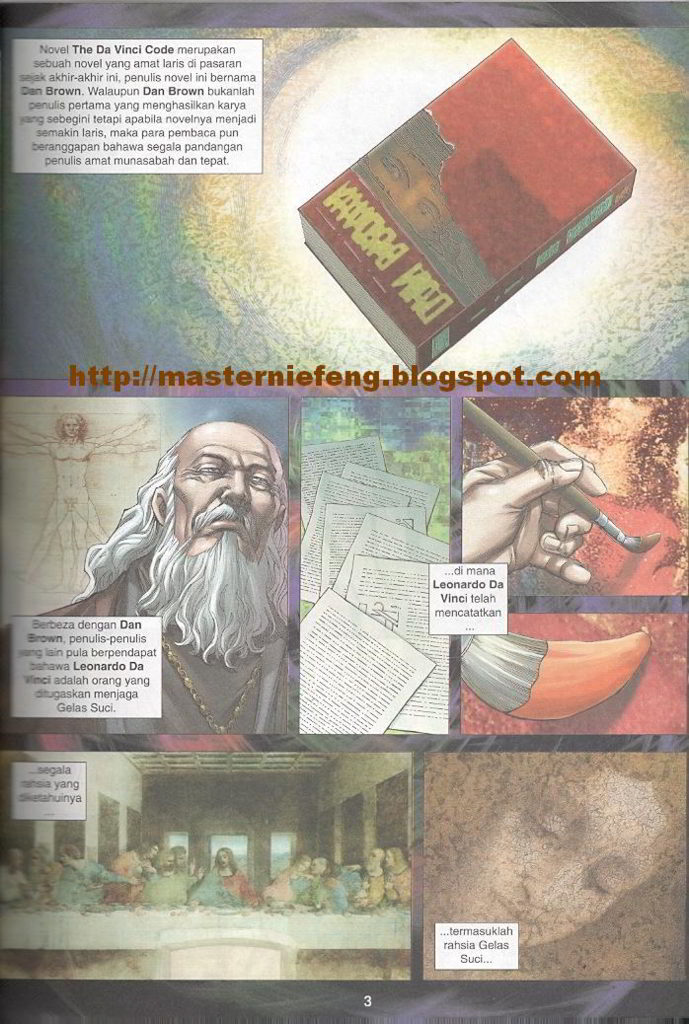 Novel The Da Vinci Code merupakan
sebuah novel yang amat laris di pasaran
sejak akhir-akhir ini, penulis novel ini bernama
Dan Brown. Walaupun Dan Brown bukanlah
penulis pertama yang menghasilkan karya
yang sebegini tetapi apabila novelnya menjadi
semakin laris, maka para pembaca pun
beranggapan bahawa segala pandangan
penulis amat munasabah dan tepat.
DAN BROWN
http://masterniefeng.blogspot.com
Berbeza dengan Dan
Brown, penulis-penulis
yang lain pula berpendapat
bahawa Leonardo Da
Vinci adalah orang yang
ditugaskan menjaga
Gelas Suci.
...di mana
Leonardo Da
Vinci telah
mencatatkan
...
...segala
rahsia yang
diketahuinya
...
...termasuklah
rahsia Gelas
Suci...
3